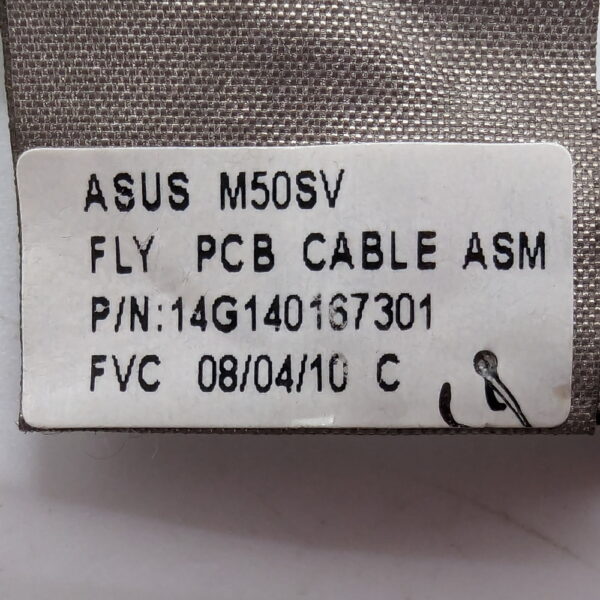 ASUS M50SV
FLY PCB CABLE ASM
P/N:14G140167301
FVC 08/04/10 C